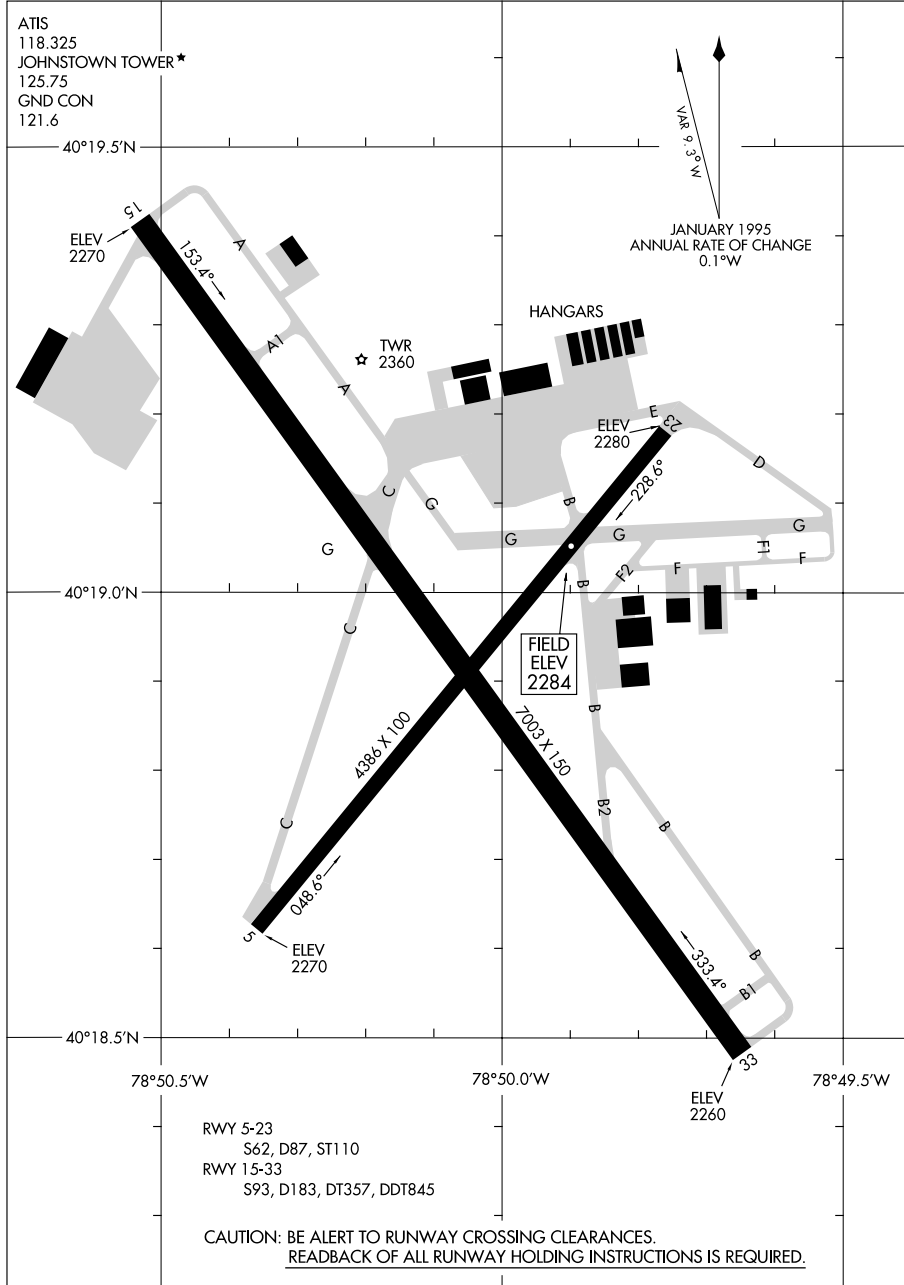 ATIS
118.325
JOHNSTOWN TOWER
125.75
GND CON
121.6
VAR 9.3° W
40°19.5'N
JANUARY 1995
ANNUAL RATE OF CHANGE
0.1°W
15
ELEV
2270
153.4°
A
A1
A
TWR
2360
HANGARS
E
23
ELEV
2280
228.6°
D
C
G
B
G
G
G
G
F1
F
F2
F
B
40°19.0'N
C
FIELD
ELEV
2284
B
4386 X 100
7003 X 150
B2
B
C
048.6°
5
ELEV
2270
B
B1
333.4°
33
40°18.5'N
78°50.5'W
78°50.0'W
78°49.5'W
ELEV
2260
RWY 5-23
S62, D87, ST110
RWY 15-33
S93, D183, DT357, DDT845
CAUTION: BE ALERT TO RUNWAY CROSSING CLEARANCES.
READBACK OF ALL RUNWAY HOLDING INSTRUCTIONS IS REQUIRED.